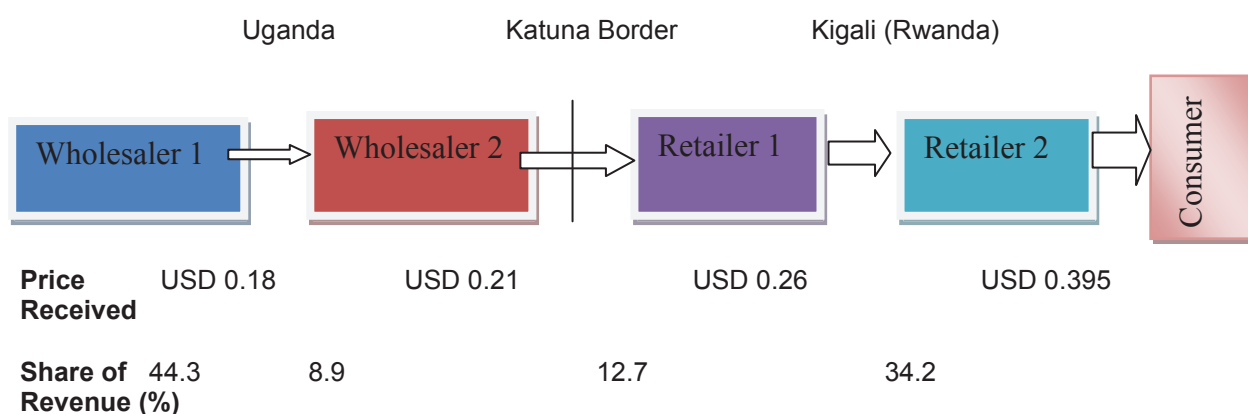 Uganda Katuna Border Kigali (Rwanda)
Wholesaler 1 Wholesaler 2 Retailer 1 Retailer 2 Consumer
Price USD 0.18 USD 0.21 USD 0.26 USD 0.395
Received
Share of 44.3 8.9 12.7 34.2
Revenue (%)